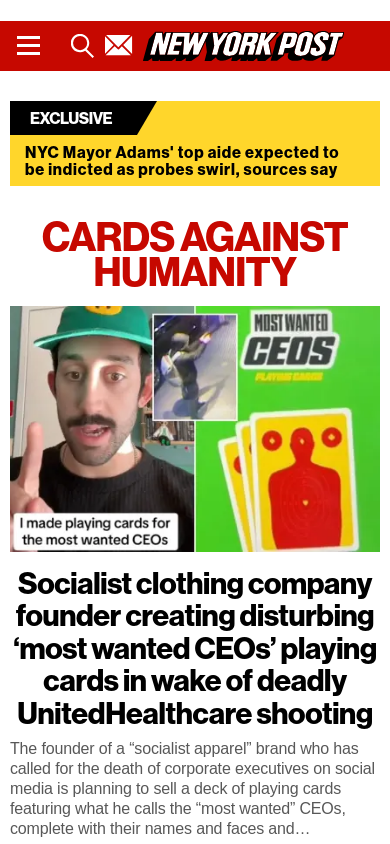 NEW YORK POST
EXCLUSIVE
NYC Mayor Adams' top aide expected to
be indicted as probes swirl, sources say
CARDS AGAINST
HUMANITY
MOST WANTED
CEOS
PLAYING CARDS
I made playing cards for
the most wanted CEOs
Socialist clothing company
founder creating disturbing
‘most wanted CEOs’ playing
cards in wake of deadly
UnitedHealthcare shooting
The founder of a “socialist apparel” brand who has
called for the death of corporate executives on social
media is planning to sell a deck of playing cards
featuring what he calls the “most wanted” CEOs,
complete with their names and faces and…